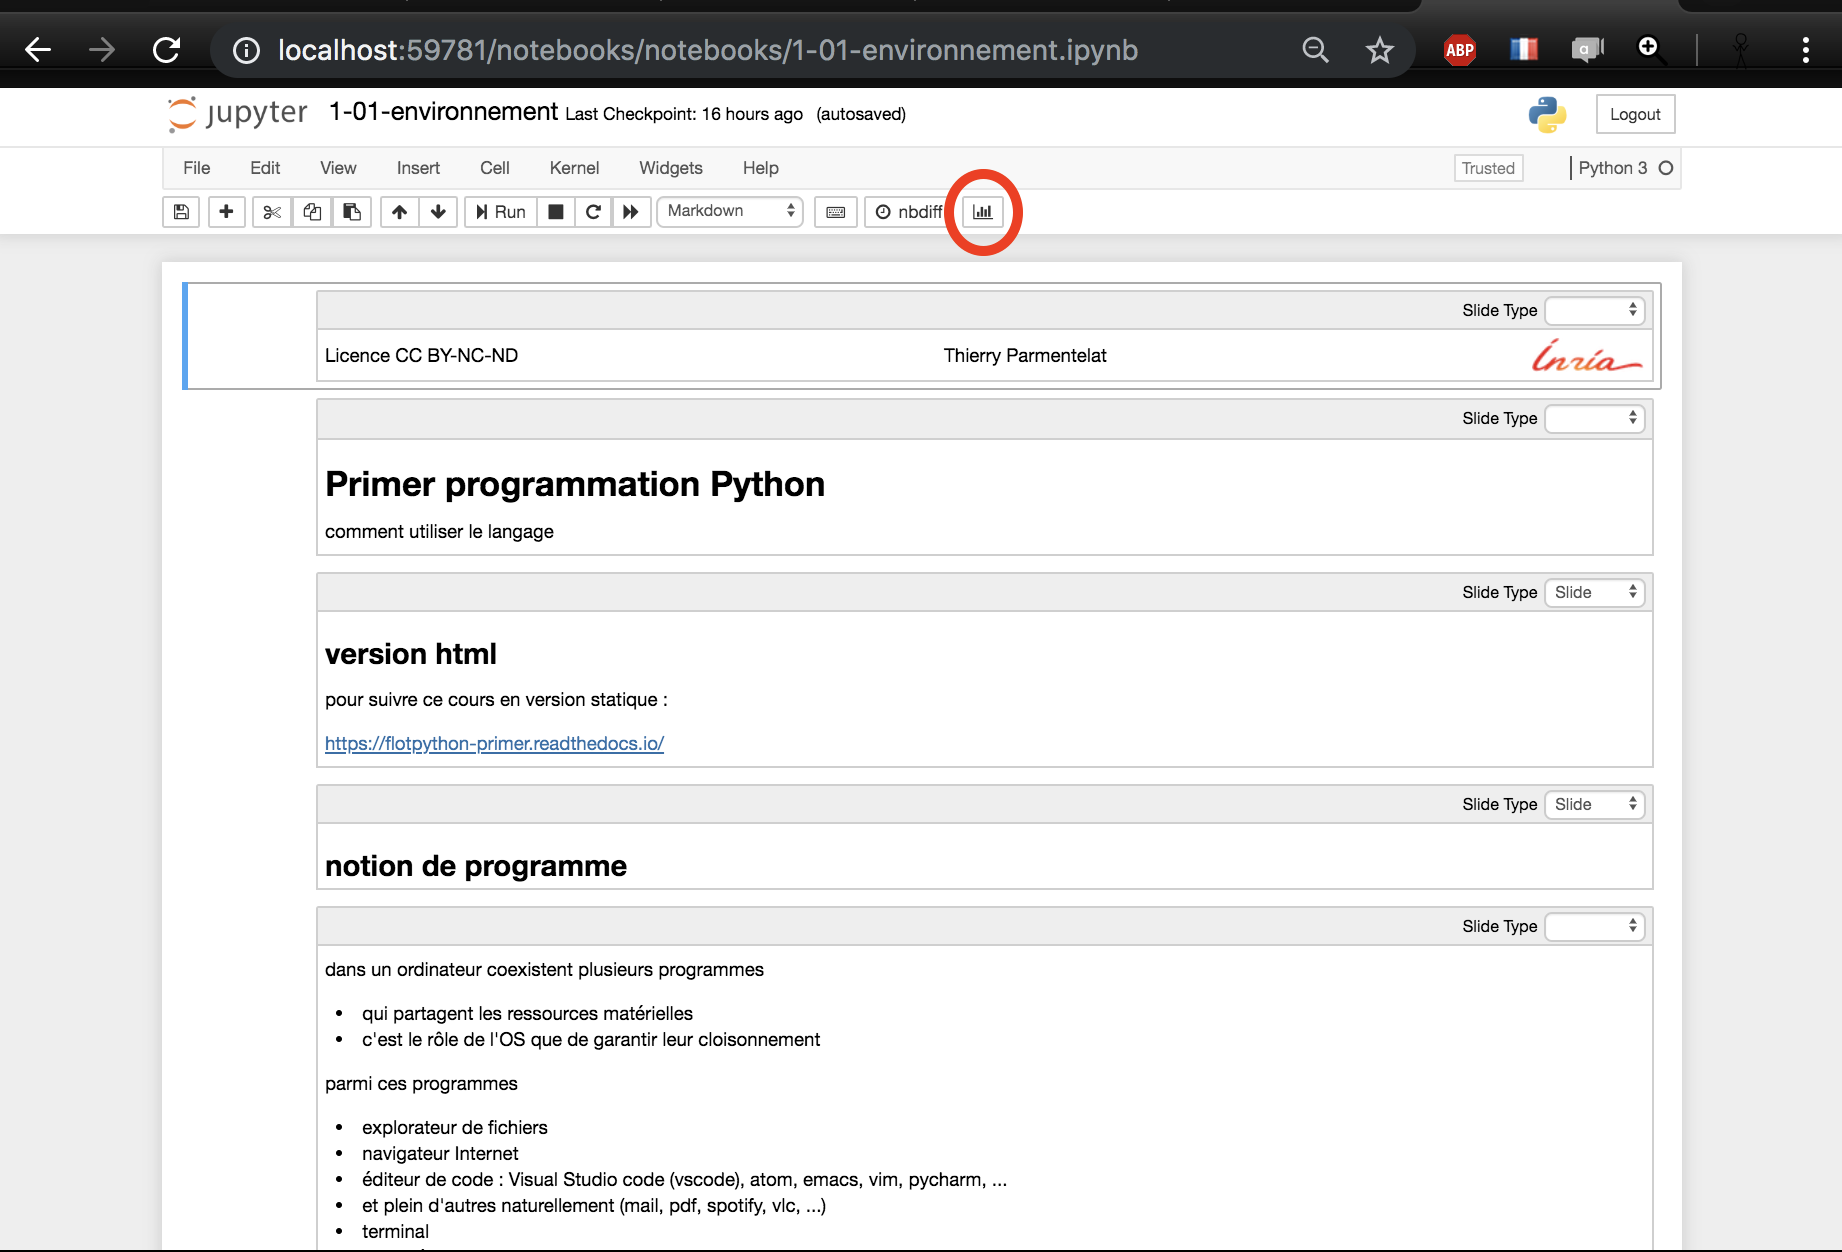 localhost:59781/notebooks/notebooks/1-01-environnement.ipynb
ABP
a
jupyter 1-01-environnement Last Checkpoint: 16 hours ago (autosaved)
Logout
File Edit View Insert Cell Kernel Widgets Help
Trusted
Python 3
Run
Markdown
nbdiff
Slide Type
Licence CC BY-NC-ND Thierry Parmentelat Inria
Slide Type
Primer programmation Python
comment utiliser le langage
Slide Type Slide
version html
pour suivre ce cours en version statique :
https://flotpython-primer.readthedocs.io/
Slide Type Slide
notion de programme
Slide Type
dans un ordinateur coexistent plusieurs programmes
• qui partagent les ressources matérielles
• c'est le rôle de l'OS que de garantir leur cloisonnement
parmi ces programmes
• explorateur de fichiers
• navigateur Internet
• éditeur de code : Visual Studio code (vscode), atom, emacs, vim, pycharm, ...
• et plein d'autres naturellement (mail, pdf, spotify, vlc, ...)
• terminal